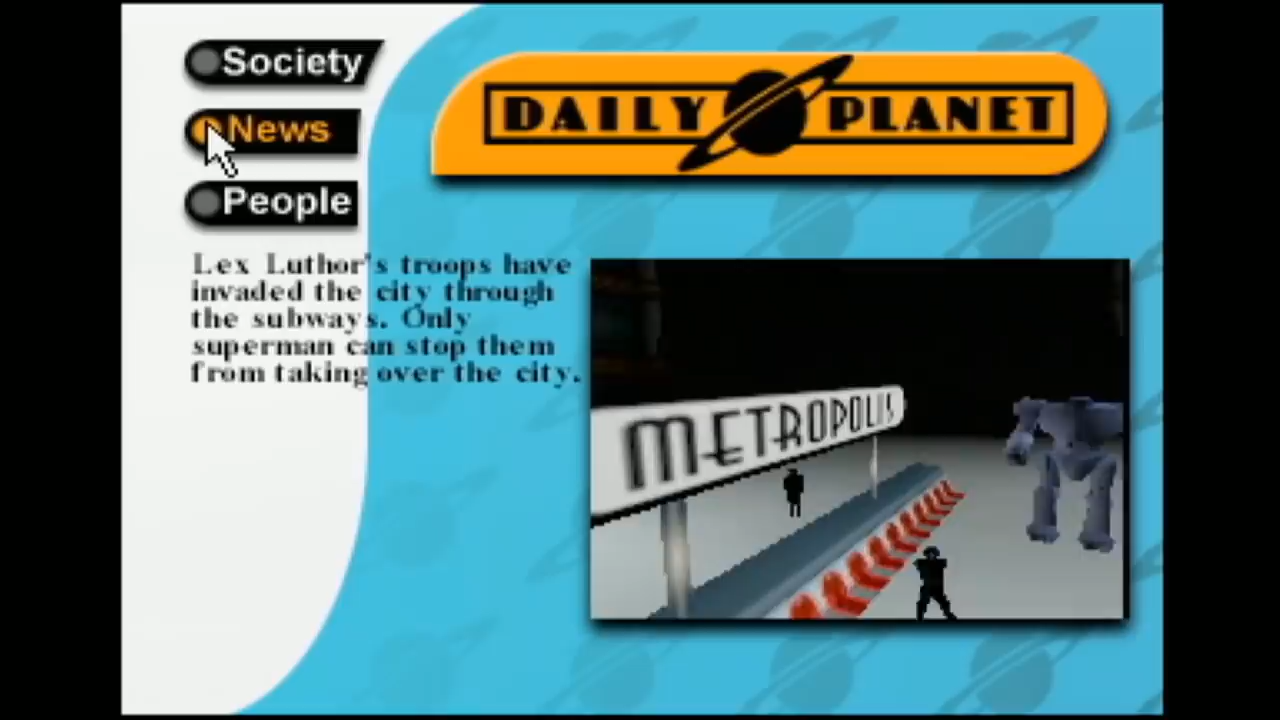 Society
News
People
DAILY PLANET
Lex Luthor's troops have
invaded the city through
the subways. Only
superman can stop them
from taking over the city.
METROPOLIS